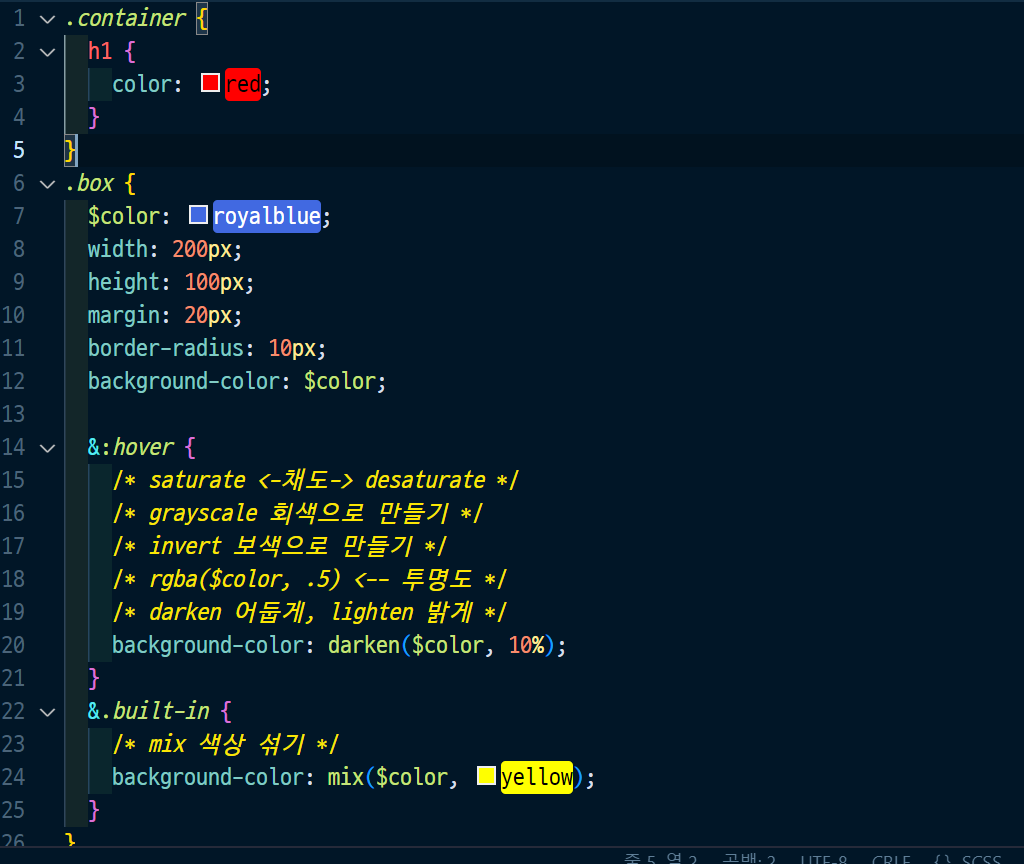 1 .container {
2 h1 {
3 color: red;
4 }
5 }
6 .box {
7 $color: royalblue;
8 width: 200px;
9 height: 100px;
10 margin: 20px;
11 border-radius: 10px;
12 background-color: $color;
13
14 &:hover {
15 /* saturate <-채도-> desaturate */
16 /* grayscale 회색으로 만들기 */
17 /* invert 보색으로 만들기 */
18 /* rgba($color, .5) <-- 투명도 */
19 /* darken 어둡게, lighten 밝게 */
20 background-color: darken($color, 10%);
21 }
22 &.built-in {
23 /* mix 색상 섞기 */
24 background-color: mix($color, yellow);
25 }
26 }
줄 5, 열 2 공백: 2 UTF-8 CRLF {} SCSS